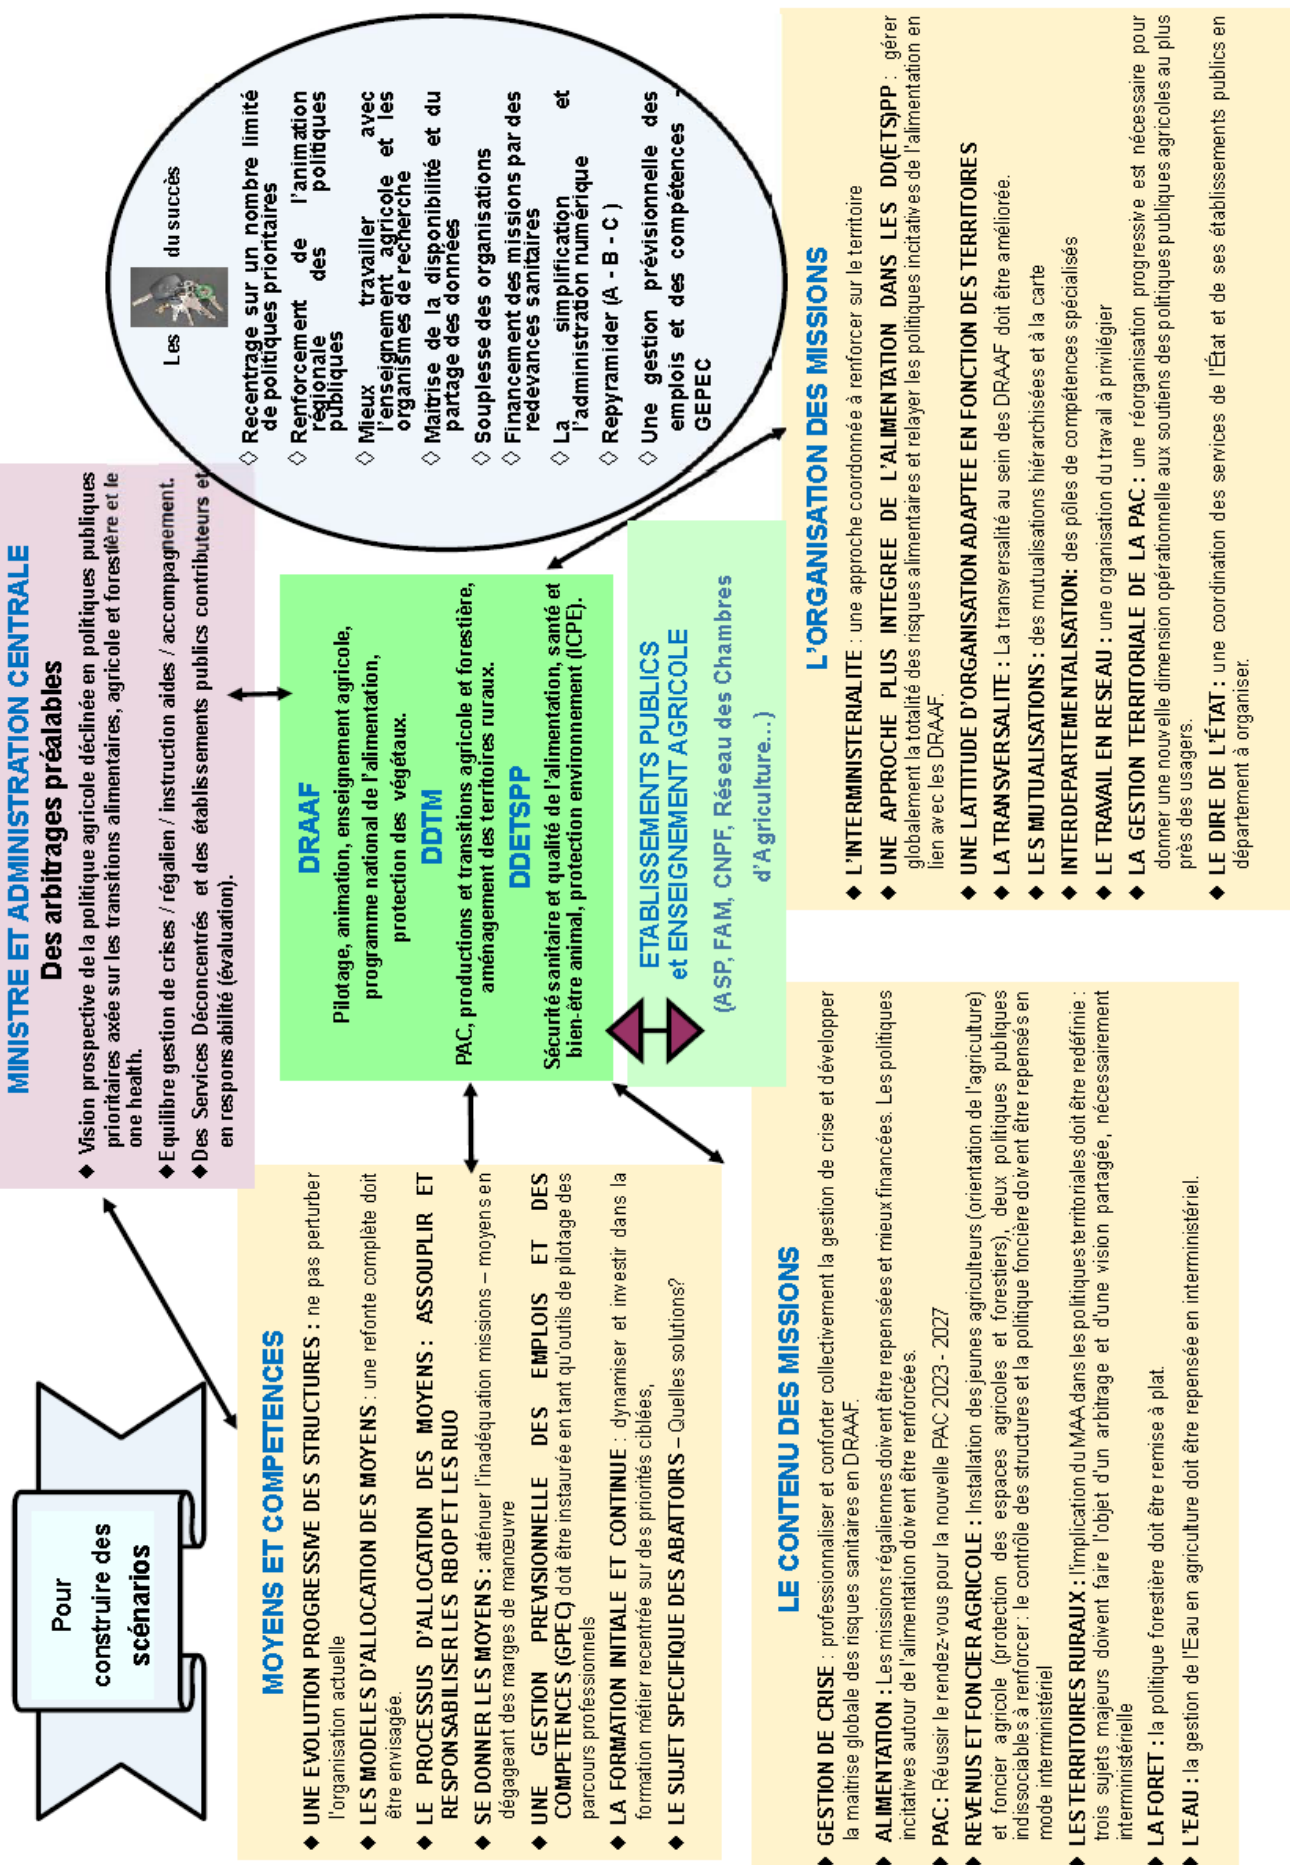 Pour
construire des
scénarios
MINISTRE ET ADMINISTRATION CENTRALE
Des arbitrages préalables
◆ Vision prospective de la politique agricole déclinée en politiques publiques
prioritaires axée sur les transitions alimentaires, agricole et forestière et le
one health.
◆ Equilibre gestion de crises / régalien / instruction aides / accompagnement.
◆ Des Services Déconcentrés et des établissements publics contributeurs et
en responsabilité (évaluation).
MOYENS ET COMPETENCES
◆ UNE EVOLUTION PROGRESSIVE DES STRUCTURES : ne pas perturber
l'organisation actuelle
◆ LES MODELES D'ALLOCATION DES MOYENS : une refonte complète doit
être envisagée.
◆ LE PROCESSUS D'ALLOCATION DES MOYENS : ASSOUPLIR ET
RESPONSABILISER LES RBOP ET LES RUO
◆ SE DONNER LES MOYENS : atténuer l'inadéquation missions – moyens en
dégageant des marges de manœuvre
◆ UNE GESTION PREVISIONNELLE DES EMPLOIS ET DES
COMPETENCES (GPEC) doit être instaurée en tant qu'outils de pilotage des
parcours professionnels
◆ LA FORMATION INITIALE ET CONTINUE : dynamiser et investir dans la
formation métier recentrée sur des priorités ciblées,
◆ LE SUJET SPECIFIQUE DES ABATTOIRS – Quelles solutions?
DRAAF
Pilotage, animation, enseignement agricole,
programme national de l'alimentation,
protection des végétaux.
DDTM
PAC, productions et transitions agricole et forestière,
aménagement des territoires ruraux.
DDETSPP
Sécurité sanitaire et qualité de l'alimentation, santé et
bien-être animal, protection environnement (ICPE).
ETABLISSEMENTS PUBLICS
et ENSEIGNEMENT AGRICOLE
(ASP, FAM, CNPF, Réseau des Chambres
d'Agriculture...)
Les du succès
◇ Recentrage sur un nombre limité
de politiques prioritaires
◇ Renforcement de l'animation
régionale des politiques
publiques
◇ Mieux travailler avec
l'enseignement agricole et les
organismes de recherche
◇ Maitrise de la disponibilité et du
partage des données
◇ Souplesse des organisations
◇ Financement des missions par des
redevances sanitaires
◇ La simplification et
l'administration numérique
◇ Repyramider (A - B - C )
◇ Une gestion prévisionnelle des
emplois et des compétences -
GEPEC
LE CONTENU DES MISSIONS
◆ GESTION DE CRISE : professionnaliser et conforter collectivement la gestion de crise et développer
la maitrise globale des risques sanitaires en DRAAF.
◆ ALIMENTATION : Les missions régaliennes doivent être repensées et mieux financées. Les politiques
incitatives autour de l'alimentation doivent être renforcées.
◆ PAC : Réussir le rendez-vous pour la nouvelle PAC 2023 - 2027
◆ REVENUS ET FONCIER AGRICOLE : Installation des jeunes agriculteurs (orientation de l'agriculture)
et foncier agricole (protection des espaces agricoles et forestiers), deux politiques publiques
indissociables à renforcer : le contrôle des structures et la politique foncière doivent être repensés en
mode interministériel
◆ LES TERRITOIRES RURAUX : l'implication du MAA dans les politiques territoriales doit être redéfinie :
trois sujets majeurs doivent faire l'objet d'un arbitrage et d'une vision partagée, nécessairement
interministérielle
◆ LA FORET : la politique forestière doit être remise à plat.
◆ L'EAU : la gestion de l'Eau en agriculture doit être repensée en interministériel.
L'ORGANISATION DES MISSIONS
◆ L'INTERMINISTERIALITE : une approche coordonnée à renforcer sur le territoire
◆ UNE APPROCHE PLUS INTEGREE DE L'ALIMENTATION DANS LES DD(ETS)PP : gérer
globalement la totalité des risques alimentaires et relayer les politiques incitatives de l'alimentation en
lien avec les DRAAF.
◆ UNE LATTITUDE D'ORGANISATION ADAPTEE EN FONCTION DES TERRITOIRES
◆ LA TRANSVERSALITE : La transversalité au sein des DRAAF doit être améliorée.
◆ LES MUTUALISATIONS : des mutualisations hiérarchisées et à la carte
◆ INTERDEPARTEMENTALISATION: des pôles de compétences spécialisés
◆ LE TRAVAIL EN RESEAU : une organisation du travail à privilégier
◆ LA GESTION TERRITORIALE DE LA PAC : une réorganisation progressive est nécessaire pour
donner une nouvelle dimension opérationnelle aux soutiens des politiques publiques agricoles au plus
près des usagers.
◆ LE DIRE DE L'ÉTAT : une coordination des services de l'État et de ses établissements publics en
département à organiser.